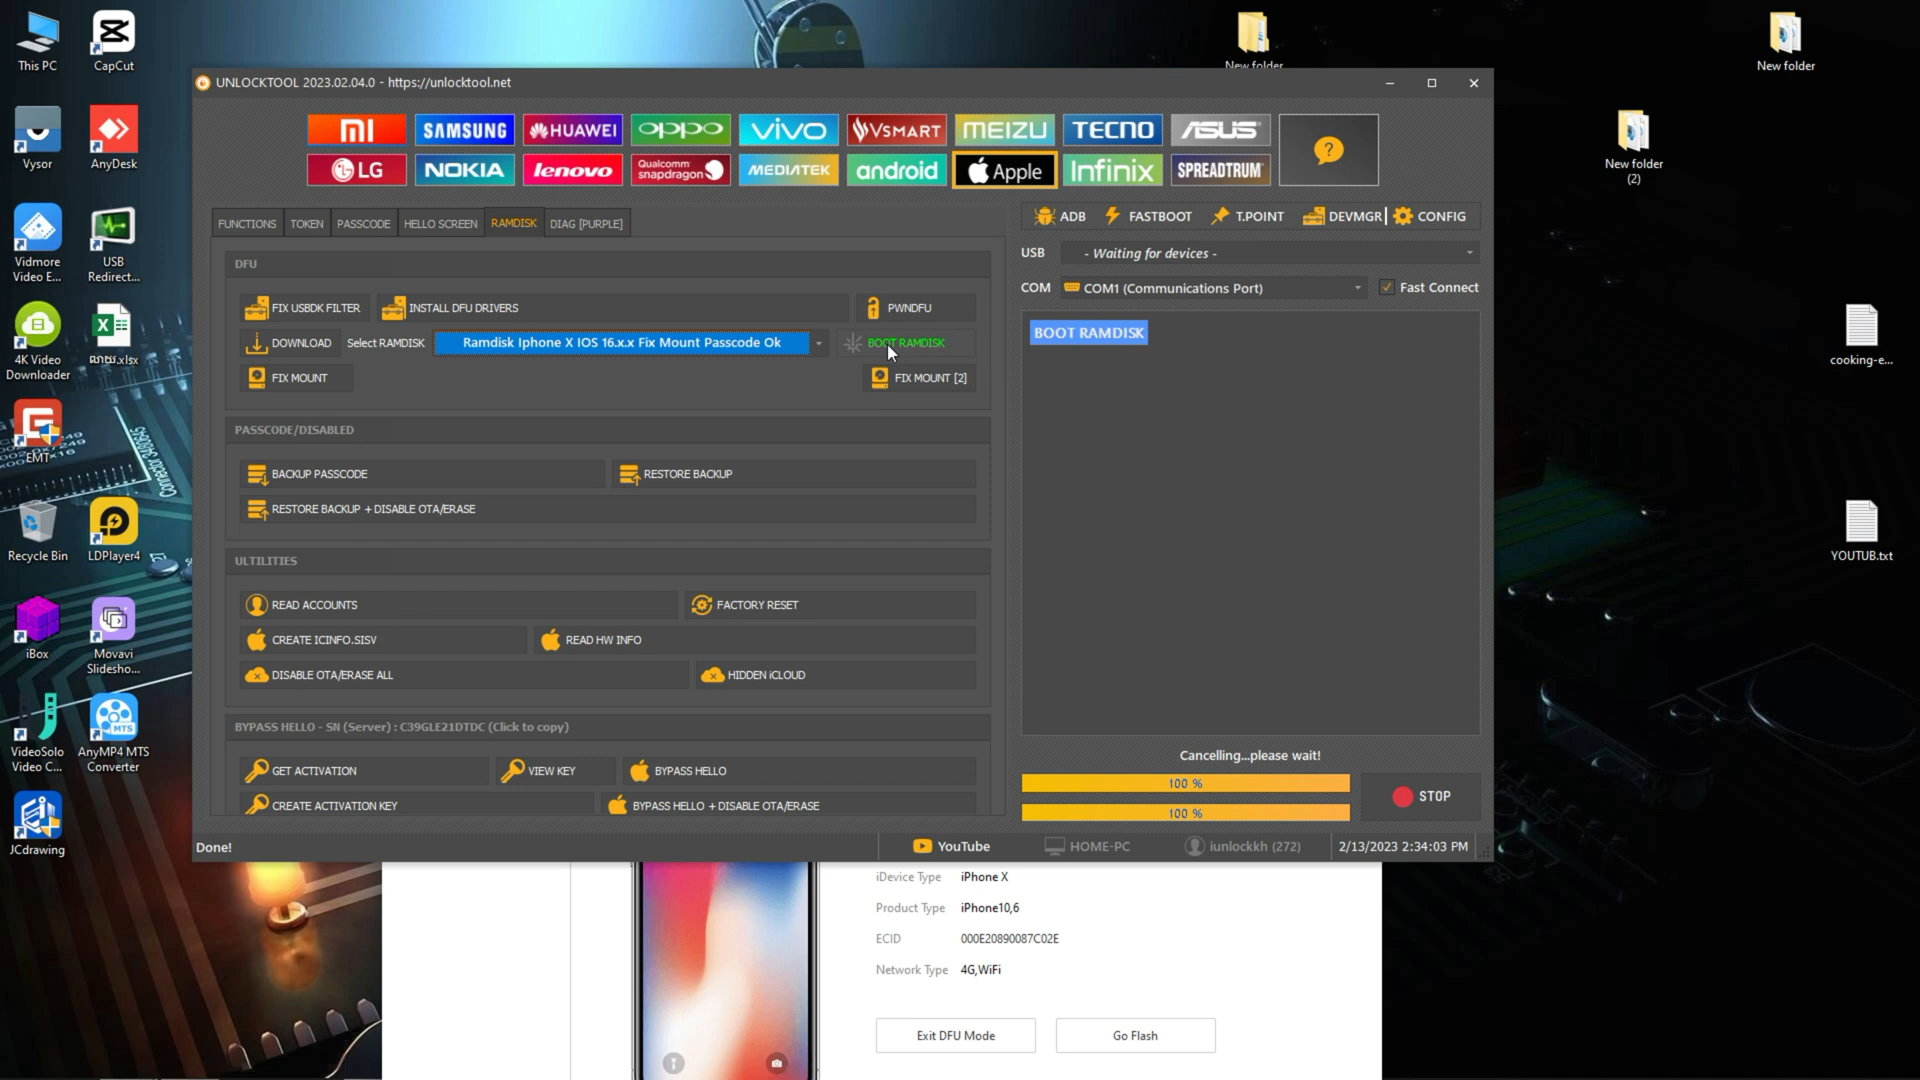 This PC
CapCut
New folder
New folder
UNLOCKTOOL 2023.02.04.0 - https://unlocktool.net
mi
SAMSUNG
HUAWEI
oppo
vivo
VSMART
MEIZU
TECNO
ASUS
?
LG
NOKIA
lenovo
Qualcomm
snapdragon
MEDIATEK
android
Apple
Infinix
SPREADTRUM
Vysor
AnyDesk
New folder
(2)
FUNCTIONS
TOKEN
PASSCODE
HELLO SCREEN
RAMDISK
DIAG [PURPLE]
ADB
FASTBOOT
T.POINT
DEVMGR
CONFIG
DFU
USB
- Waiting for devices -
COM
COM1 (Communications Port)
Fast Connect
Vidmore
Video E...
USB
Redirect...
FIX USBDK FILTER
INSTALL DFU DRIVERS
PWNDFU
DOWNLOAD
Select RAMDISK
Ramdisk Iphone X IOS 16.x.x Fix Mount Passcode Ok
BOOT RAMDISK
FIX MOUNT
FIX MOUNT [2]
BOOT RAMDISK
4K Video
Downloader
cooking-e...
PASSCODE/DISABLED
BACKUP PASSCODE
RESTORE BACKUP
RESTORE BACKUP + DISABLE OTA/ERASE
EMT
Recycle Bin
LDPlayer4
YOUTUB.txt
ULTILITIES
READ ACCOUNTS
FACTORY RESET
CREATE ICINFO.SISV
READ HW INFO
DISABLE OTA/ERASE ALL
HIDDEN iCLOUD
iBox
Movavi
Slidesho...
BYPASS HELLO - SN (Server) : C39GLE21DTDC (Click to copy)
GET ACTIVATION
VIEW KEY
BYPASS HELLO
CREATE ACTIVATION KEY
BYPASS HELLO + DISABLE OTA/ERASE
Cancelling...please wait!
100 %
100 %
STOP
VideoSolo
Video C...
AnyMP4 MTS
Converter
MTS
JCdrawing
Done!
YouTube
HOME-PC
iunlockkh (272)
2/13/2023 2:34:03 PM
iDevice Type
iPhone X
Product Type
iPhone10,6
ECID
000E20890087C02E
Network Type
4G,WiFi
Exit DFU Mode
Go Flash